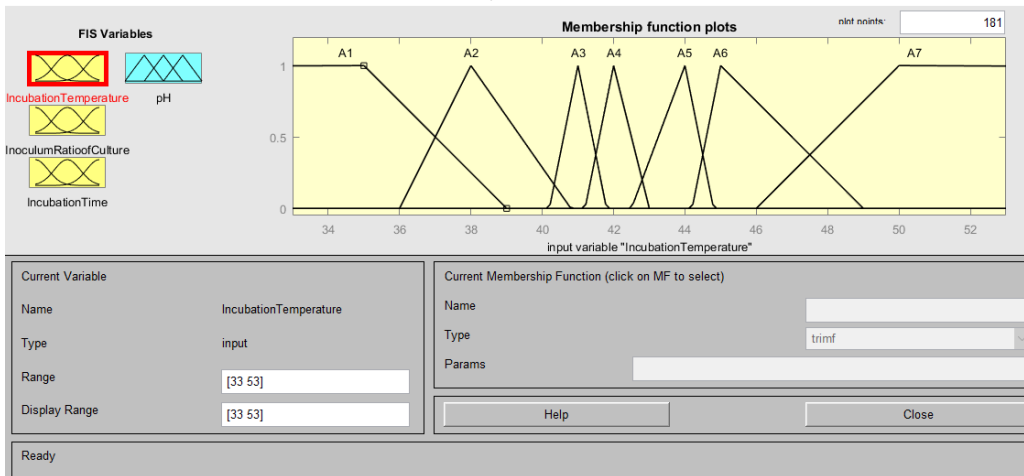 FIS Variables
IncubationTemperature
pH
InoculumRatioofCulture
IncubationTime
Membership function plots
plot points:
181
A1 A2 A3 A4 A5 A6 A7
1
0.5
0
34 36 38 40 42 44 46 48 50 52
input variable "IncubationTemperature"
Current Variable
Name IncubationTemperature
Type input
Range [33 53]
Display Range [33 53]
Current Membership Function (click on MF to select)
Name
Type trimf
Params
Help Close
Ready